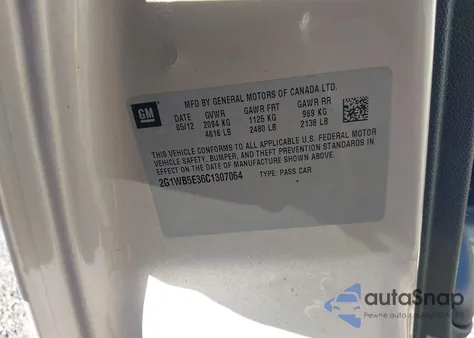 GM
MFD BY GENERAL MOTORS OF CANADA LTD.
DATE GVWR GAWR FRT GAWR RR
05/12 2094 KG 1125 KG 969 KG
4616 LB 2480 LB 2136 LB
THIS VEHICLE CONFORMS TO ALL APPLICABLE U.S. FEDERAL MOTOR
VEHICLE SAFETY, BUMPER, AND THEFT PREVENTION STANDARDS IN
EFFECT ON THE DATE OF MANUFACTURE SHOWN ABOVE.
2G1WB5E36C1307064 TYPE: PASS CAR
autoSnap
Pewne auto z